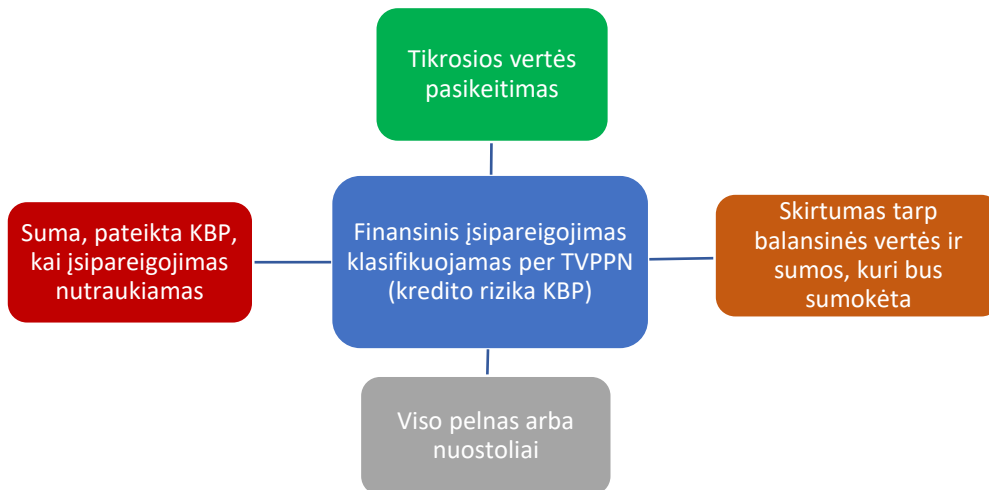 Tikrosios vertės
pasikeitimas
Suma, pateikta KBP,
kai įsipareigojimas
nutraukiamas
Finansinis įsipareigojimas
klasifikuojamas per TVPPN
(kredito rizika KBP)
Skirtumas tarp
balansinės vertės ir
sumos, kuri bus
sumokėta
Viso pelnas arba
nuostoliai